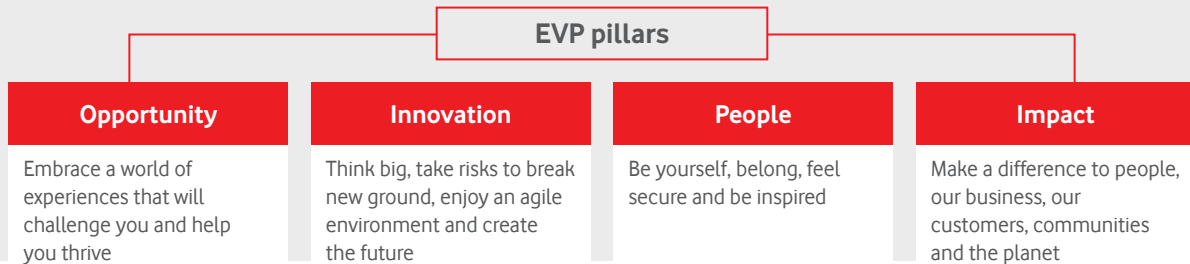 EVP pillars
Opportunity
Embrace a world of
experiences that will
challenge you and help
you thrive
Innovation
Think big, take risks to break
new ground, enjoy an agile
environment and create
the future
People
Be yourself, belong, feel
secure and be inspired
Impact
Make a difference to people,
our business, our
customers, communities
and the planet